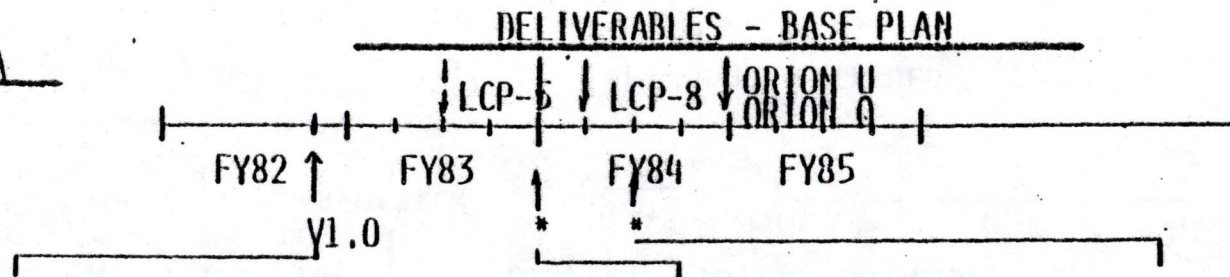 DELIVERABLES - BASE PLAN
LCP-5 LCP-8 ORION U
ORION Q
FY82 FY83 FY84 FY85
V1.0 * *